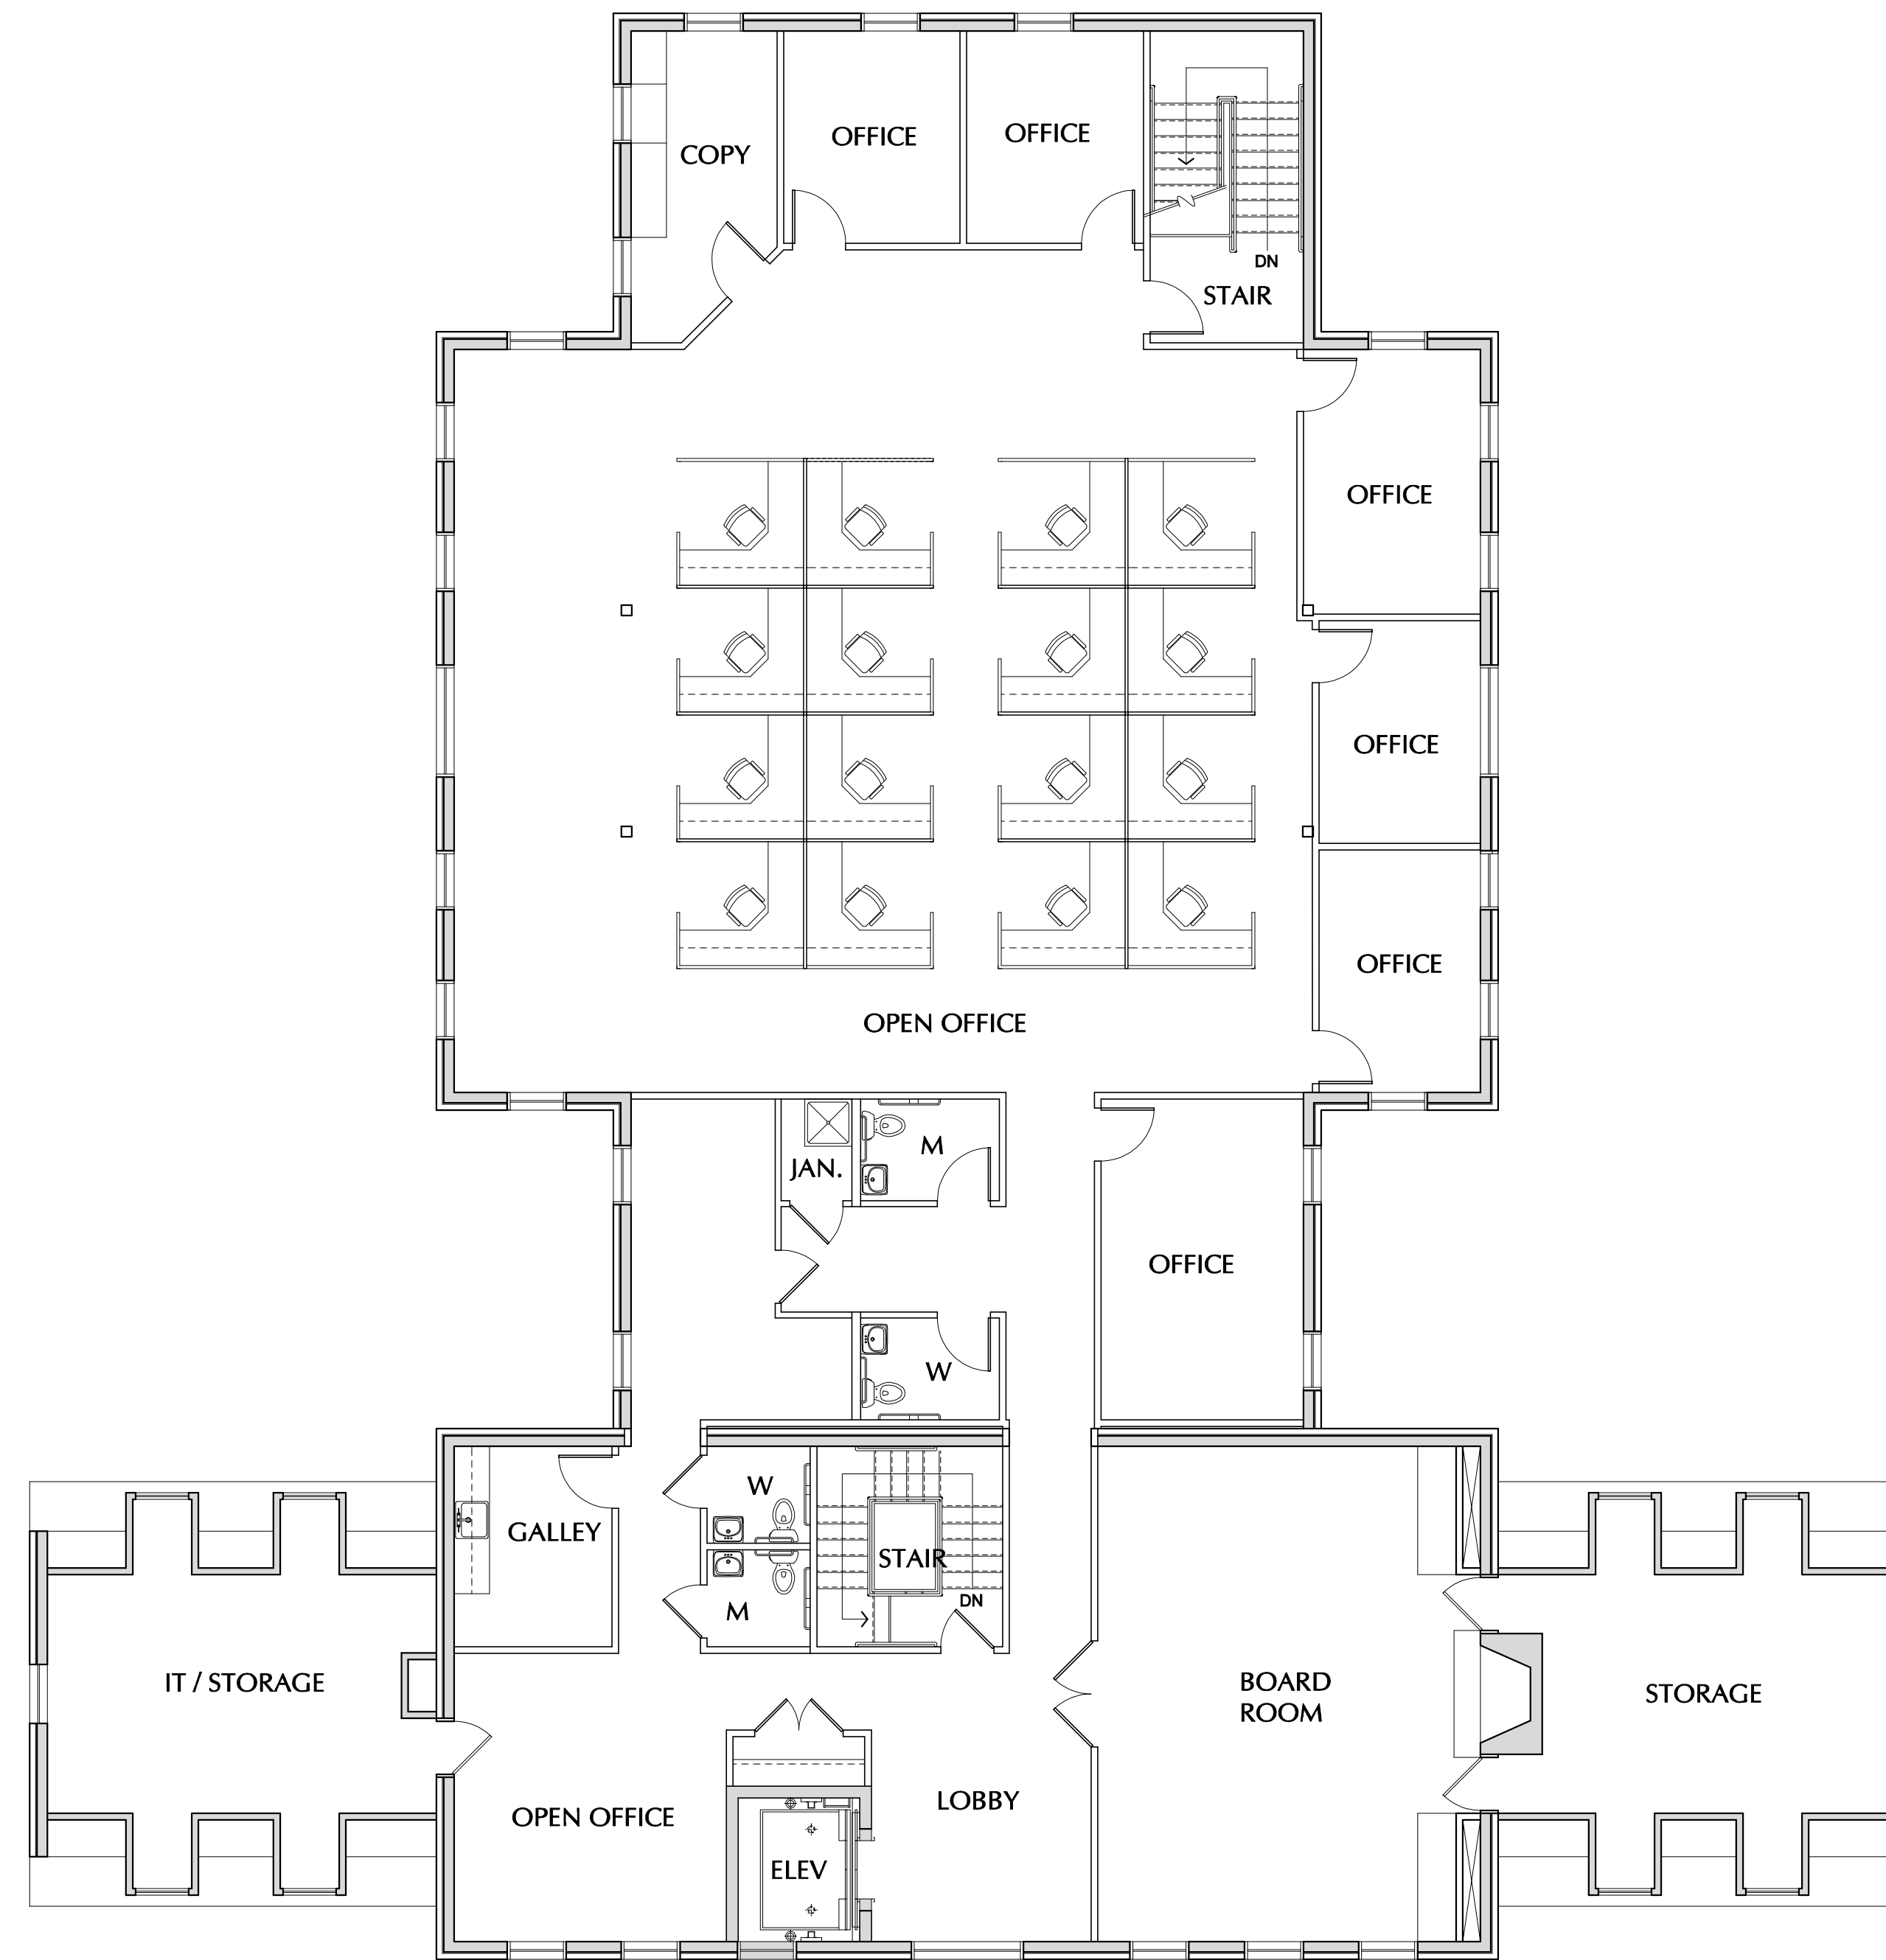 OFFICE
OFFICE
COPY
DN
STAIR
OFFICE
OFFICE
OFFICE
OPEN OFFICE
M
JAN.
OFFICE
W
W
GALLEY
STAIR
DN
M
IT / STORAGE
BOARD
ROOM
STORAGE
LOBBY
OPEN OFFICE
ELEV